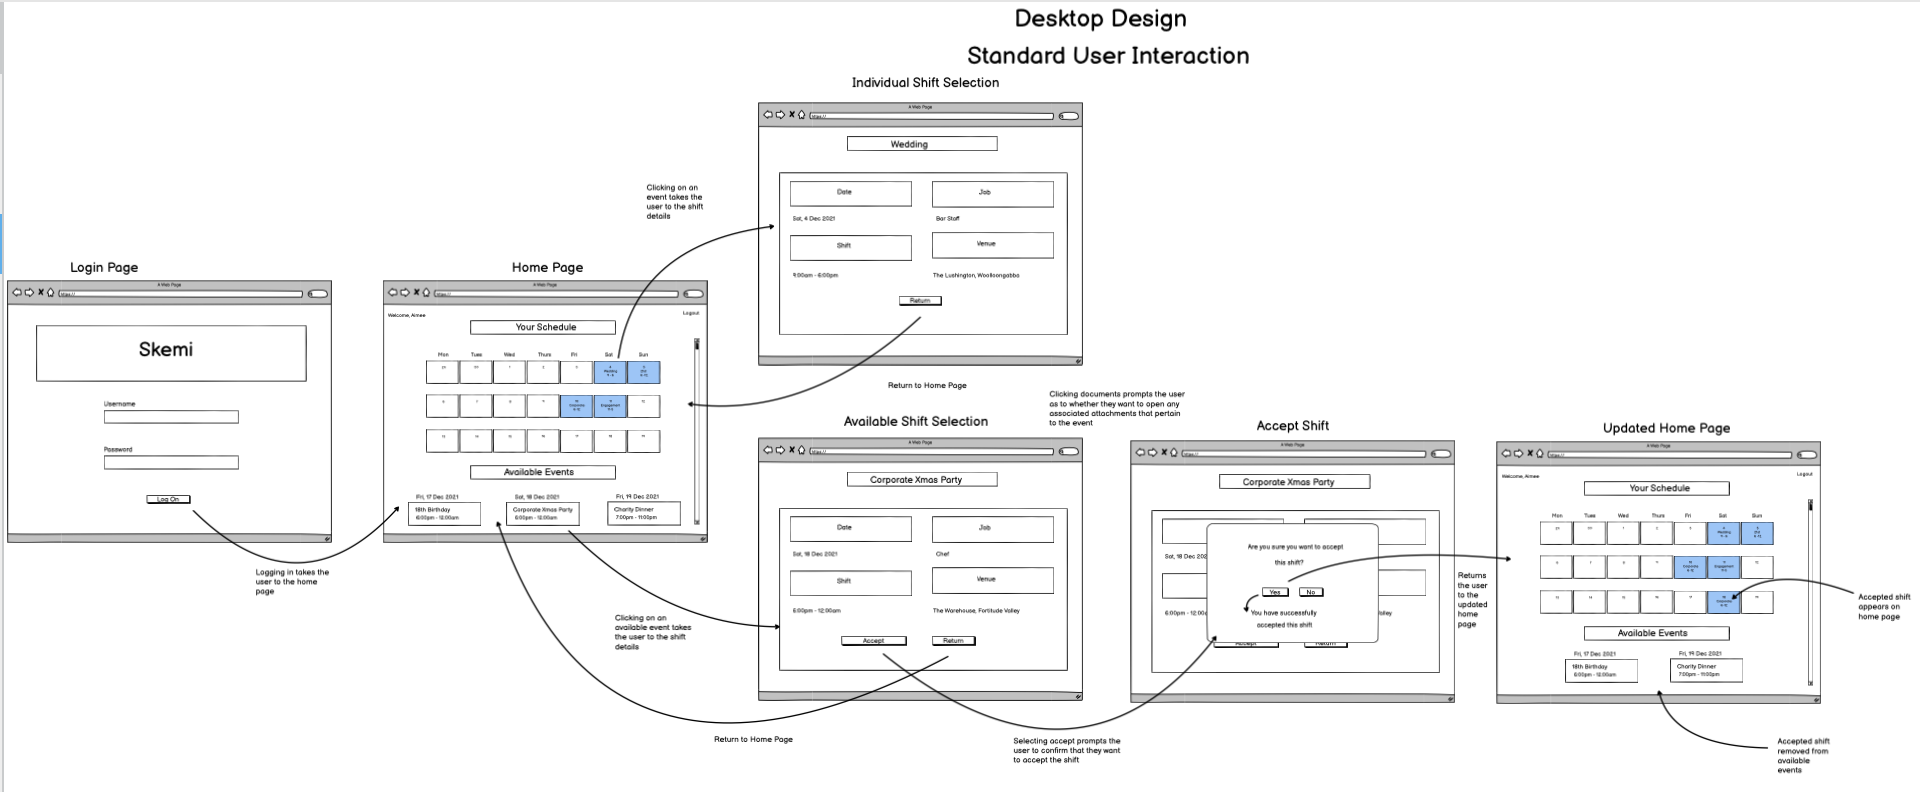 Desktop Design
Standard User Interaction
Individual Shift Selection
A Web Page
https://
Wedding
Date
Job
Sat, 4 Dec 2021
Bar Staff
Shift
Venue
9:00am - 6:00pm
The Lushington, Woolloongabba
Return
Clicking on an
event takes the
user to the shift
details
Login Page
A Web Page
https://
Skemi
Username
Password
Log On
Logging in takes the
user to the home
page
Home Page
A Web Page
https://
Welcome, Aimee
Logout
Your Schedule
Mon Tues Wed Thurs Fri Sat Sun
Wedding
Corporate
Engagement
Available Events
Fri, 17 Dec 2021
18th Birthday
6:00pm - 12:00am
Sat, 18 Dec 2021
Corporate Xmas Party
6:00pm - 12:00am
Fri, 19 Dec 2021
Charity Dinner
7:00pm - 11:00pm
Return to Home Page
Clicking on an
available event takes
the user to the shift
details
Return to Home Page
Available Shift Selection
A Web Page
https://
Corporate Xmas Party
Date
Job
Sat, 18 Dec 2021
Chef
Shift
Venue
6:00pm - 12:00am
The Warehouse, Fortitude Valley
Accept
Return
Clicking documents prompts the user
as to whether they want to open any
associated attachments that pertain
to the event
Selecting accept prompts the
user to confirm that they want
to accept the shift
Accept Shift
A Web Page
https://
Corporate Xmas Party
Sat, 18 Dec 202
Are you sure you want to accept
this shift?
Yes
No
You have successfully
accepted this shift
6:00pm - 12:00
alley
Accept
Return
Returns
the user
to the
updated
home
page
Updated Home Page
A Web Page
https://
Welcome, Aimee
Logout
Your Schedule
Mon Tues Wed Thurs Fri Sat Sun
Wedding
Corporate
Engagement
Corporate
Available Events
Fri, 17 Dec 2021
18th Birthday
6:00pm - 12:00am
Fri, 19 Dec 2021
Charity Dinner
7:00pm - 11:00pm
Accepted shift
appears on
home page
Accepted shift
removed from
available
events